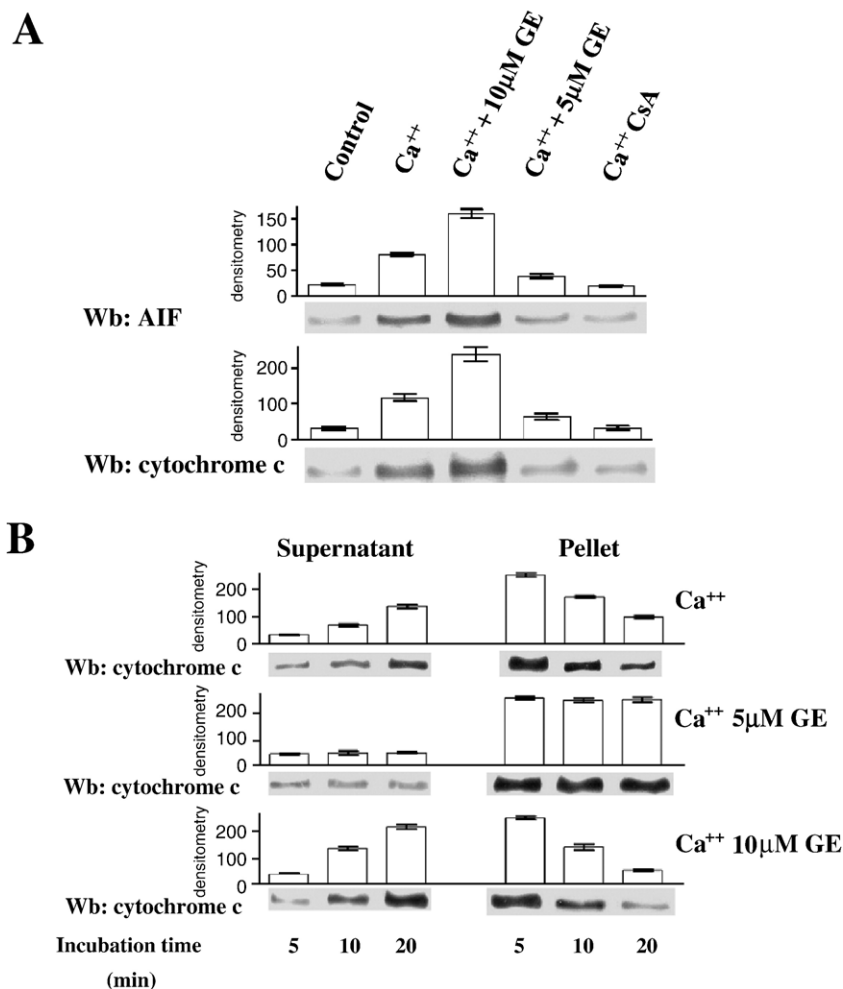 A
Control
Ca++
Ca++ + 10µM GE
Ca++ + 5µM GE
Ca++ CsA
densitometry
150
100
50
0
Wb: AIF
densitometry
200
100
0
Wb: cytochrome c
B
Supernatant Pellet
densitometry
200
100
0
Ca++
Wb: cytochrome c
densitometry
200
100
0
Ca++ 5µM GE
Wb: cytochrome c
densitometry
200
100
0
Ca++ 10µM GE
Wb: cytochrome c
Incubation time 5 10 20 5 10 20
(min)